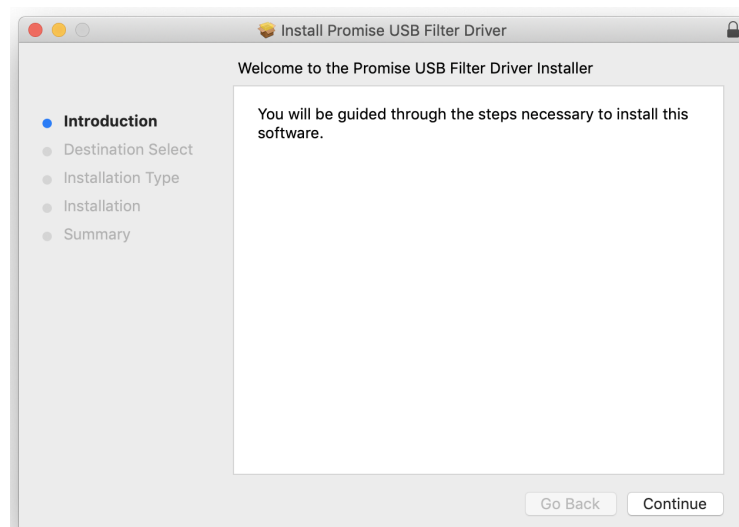 Install Promise USB Filter Driver
Welcome to the Promise USB Filter Driver Installer
Introduction
Destination Select
Installation Type
Installation
Summary
You will be guided through the steps necessary to install this
software.
Go Back
Continue